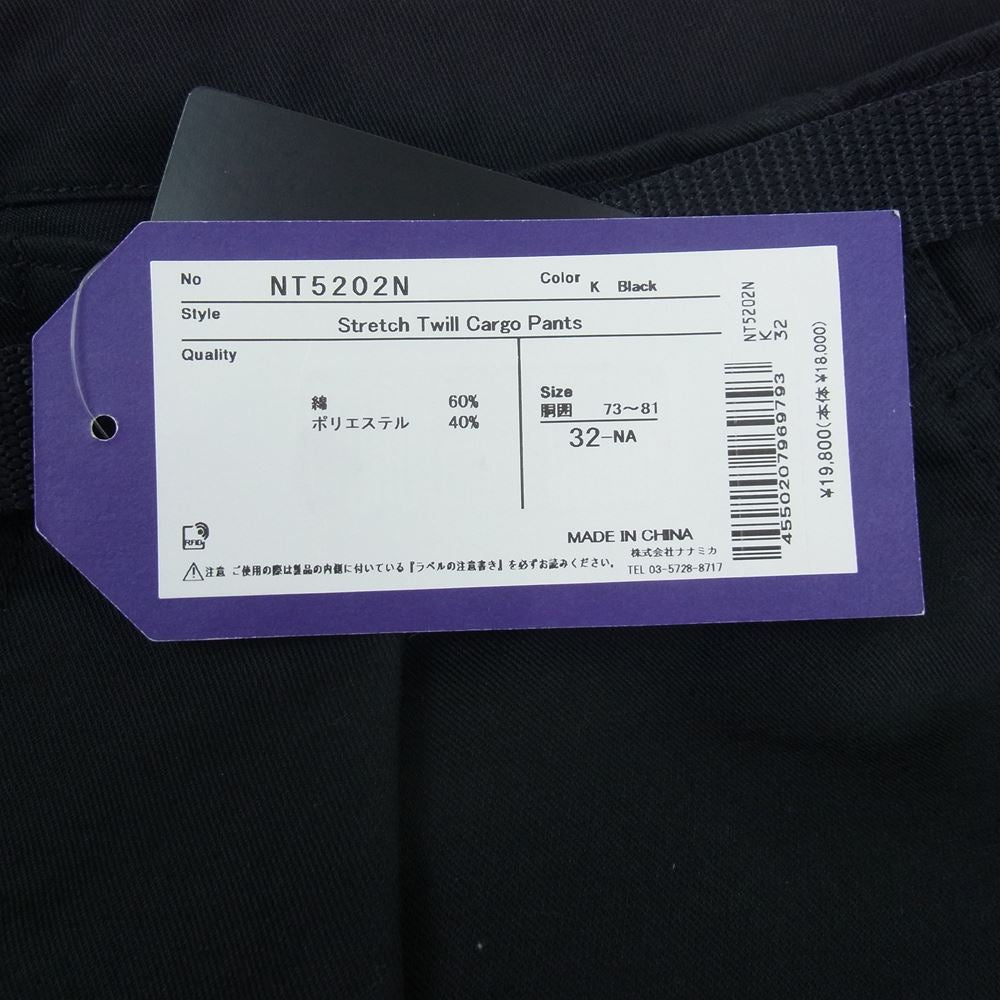 No NT5202N Color K Black
Style Stretch Twill Cargo Pants
Quality
綿 60%
ポリエステル 40%
Size
胴囲 73～81
32-NA
RFID
MADE IN CHINA
株式会社ナナミカ
⚠注意 ご使用の際は製品の内側に付いている『ラベルの注意書き』を必ずお読みください。 TEL 03-5728-8717
NT5202N
K
32
4550207969793
¥19,800(本体¥18,000)